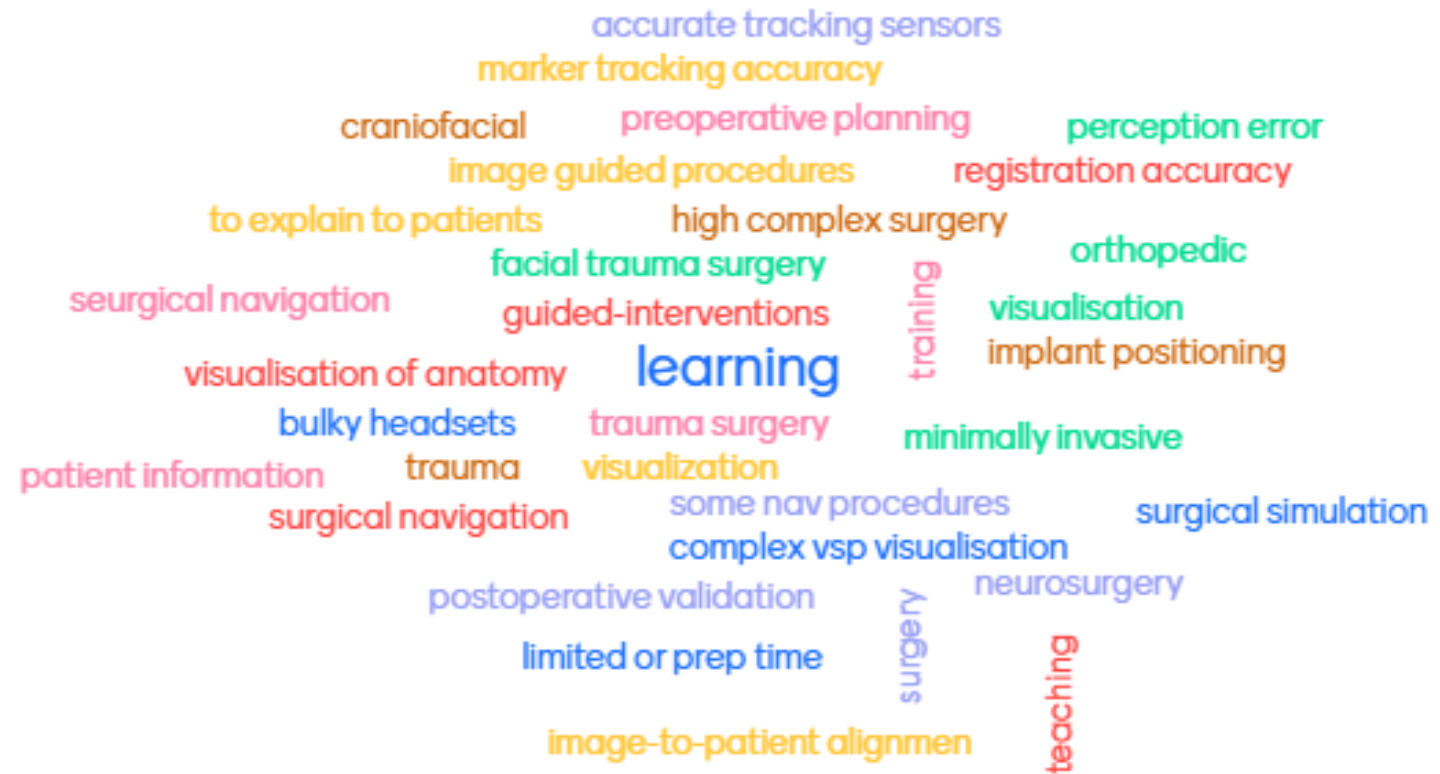 accurate tracking sensors
marker tracking accuracy
craniofacial
preoperative planning
perception error
image guided procedures
registration accuracy
to explain to patients
high complex surgery
orthopedic
facial trauma surgery
training
seurgical navigation
guided-interventions
visualisation
learning
implant positioning
visualisation of anatomy
bulky headsets
trauma surgery
minimally invasive
patient information
trauma
visualization
surgical navigation
some nav procedures
surgical simulation
complex vsp visualisation
postoperative validation
surgery
neurosurgery
limited or prep time
teaching
image-to-patient alignmen